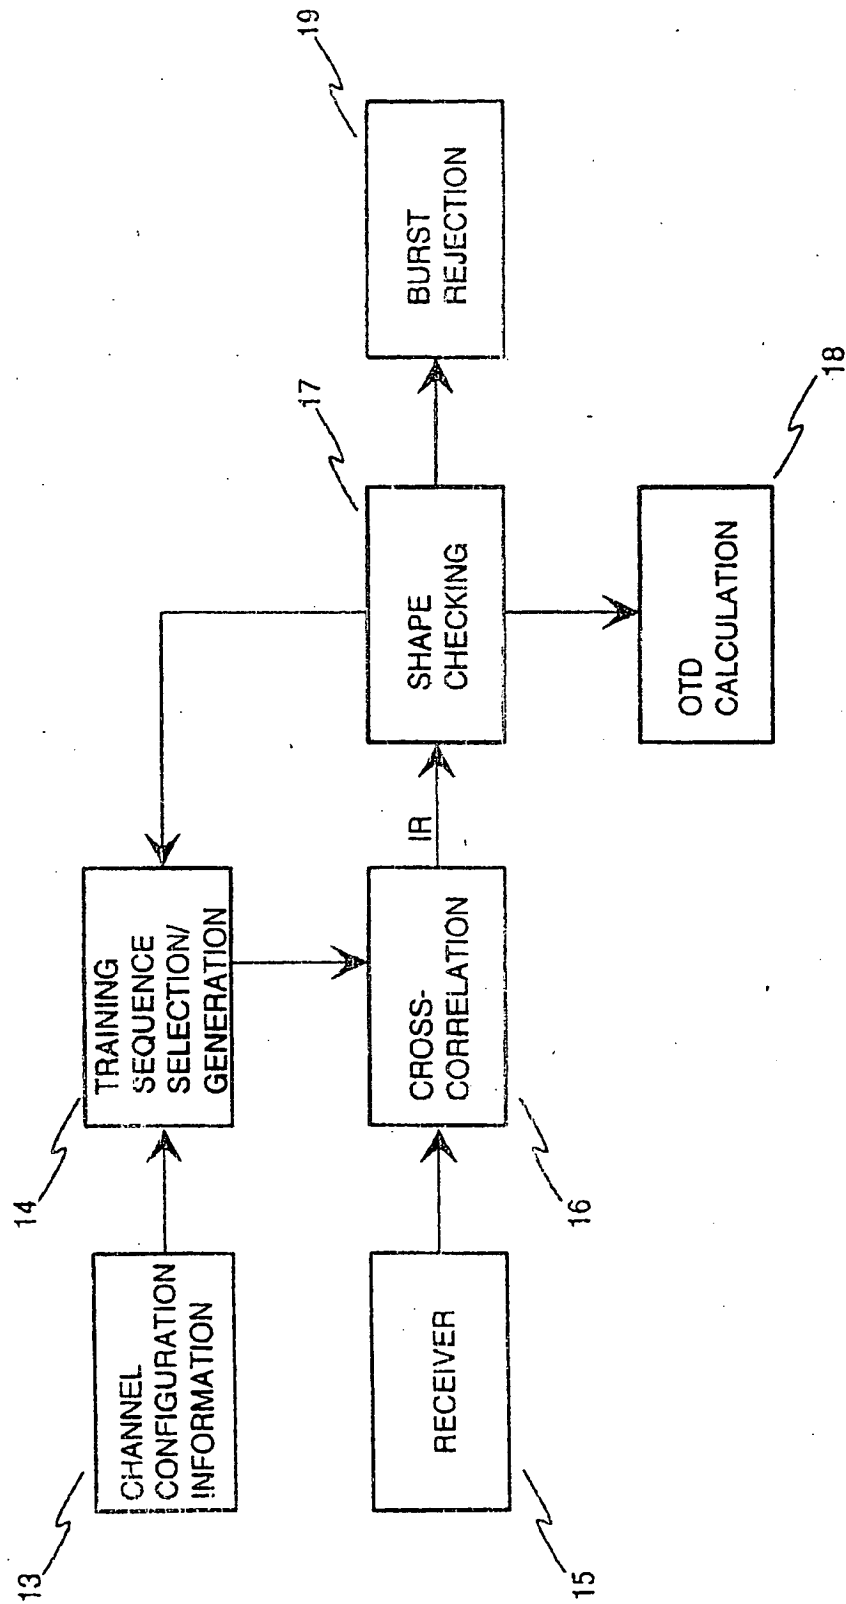 13
CHANNEL
CONFIGURATION
INFORMATION
14
TRAINING
SEQUENCE
SELECTION/
GENERATION
15
RECEIVER
16
CROSS-
CORRELATION
IR
17
SHAPE
CHECKING
18
OTD
CALCULATION
19
BURST
REJECTION